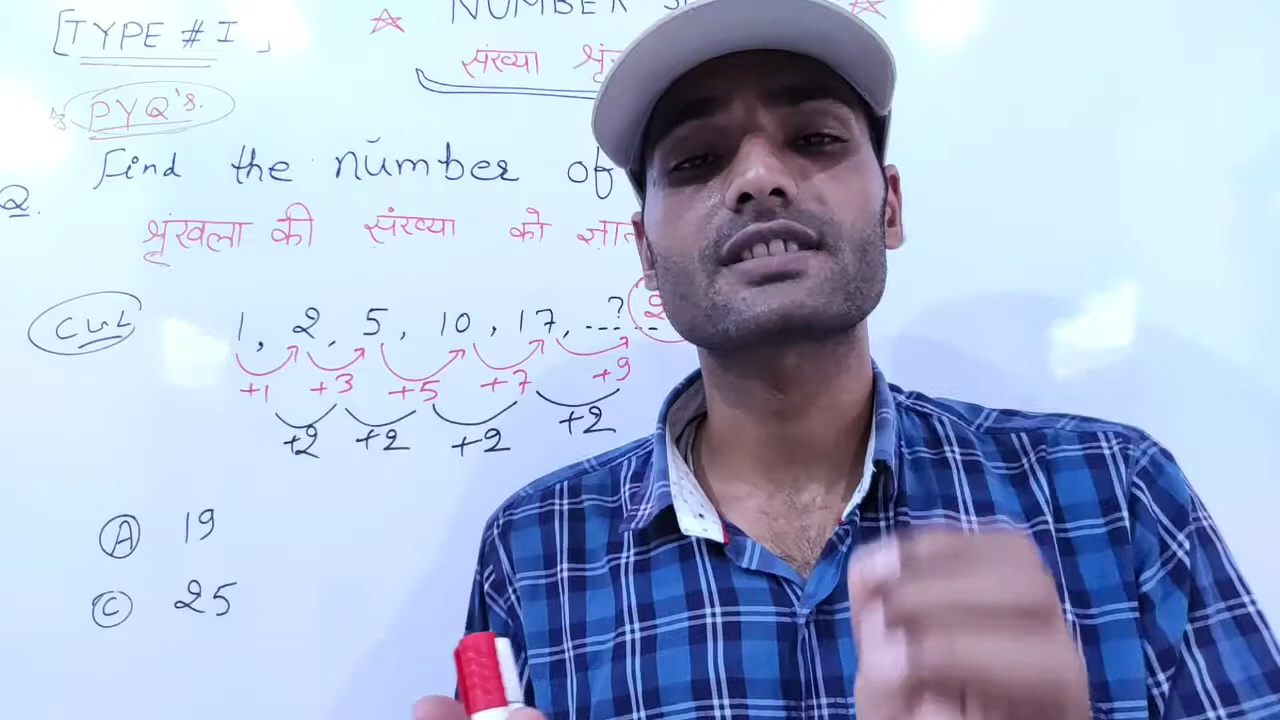 [TYPE # I]
NUMBER
संख्या
PYQ's.
Find the number of
Q.
श्रृंखला की संख्या को
1, 2, 5, 10, 17, ---?---
+1 +3 +5 +7 +9
+2 +2 +2 +2
(A) 19
(C) 25